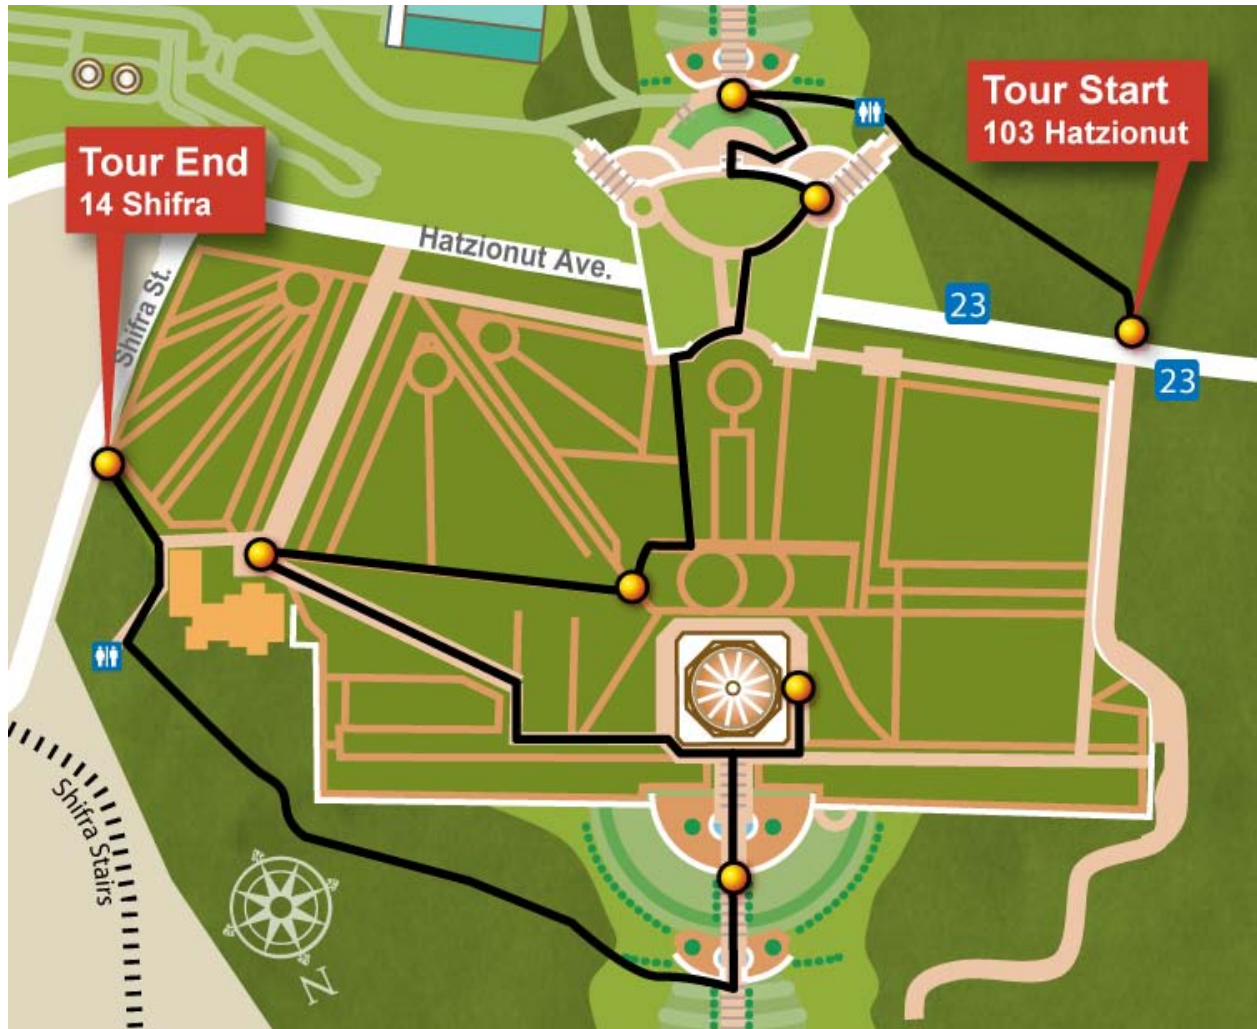 Tour Start
103 Hatzionut
Tour End
14 Shifra
Hatzionut Ave.
Shifra St.
23
23
Shifra Stairs
N